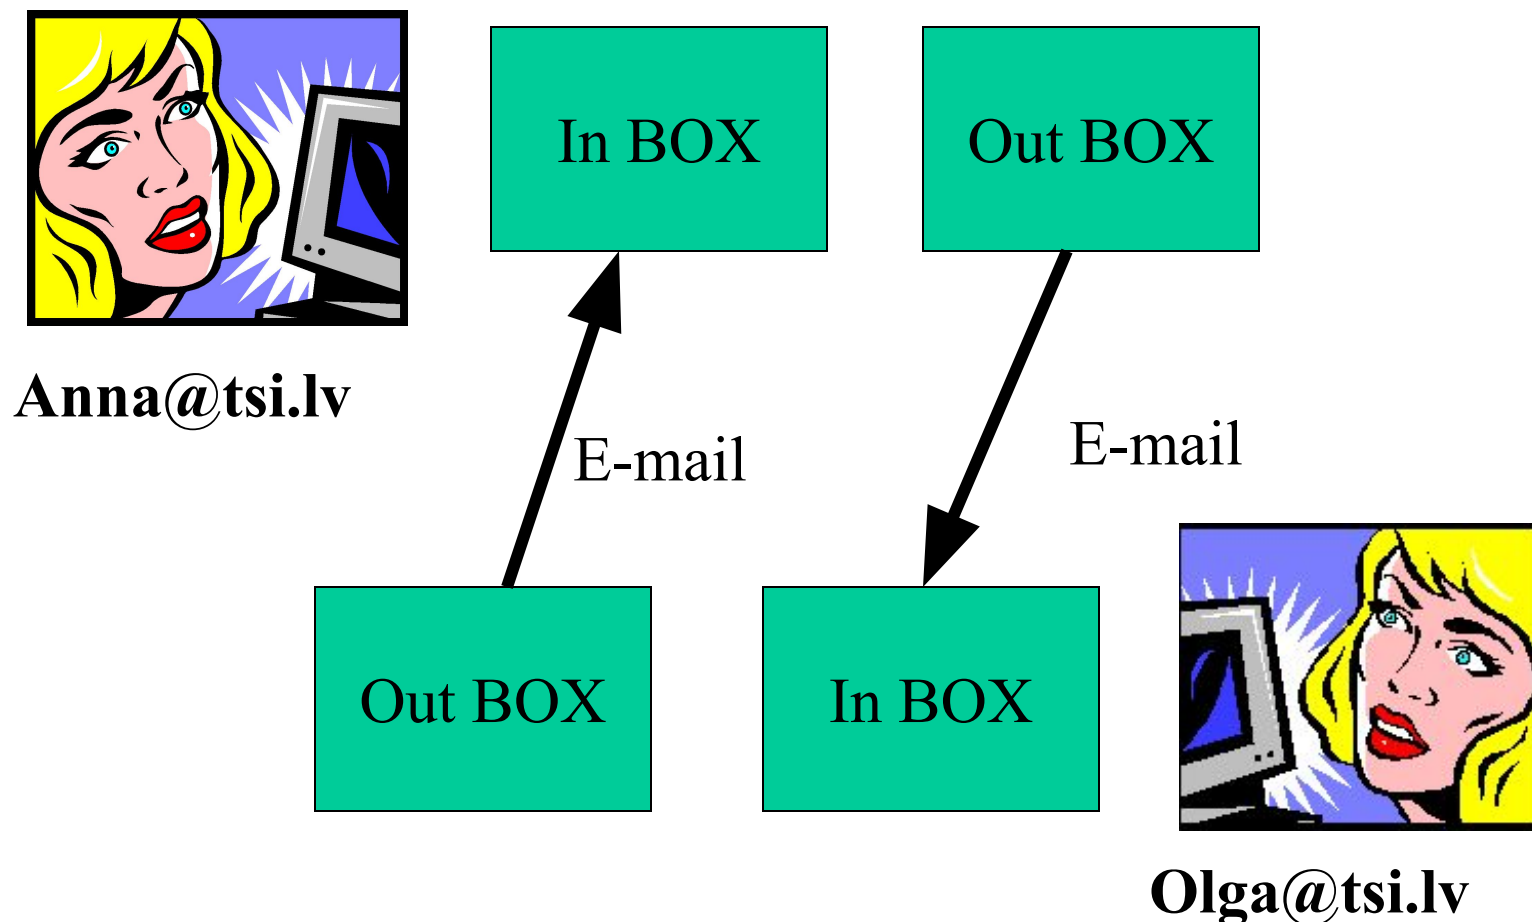 In BOX
Out BOX
Anna@tsi.lv
E-mail
E-mail
Out BOX
In BOX
Olga@tsi.lv